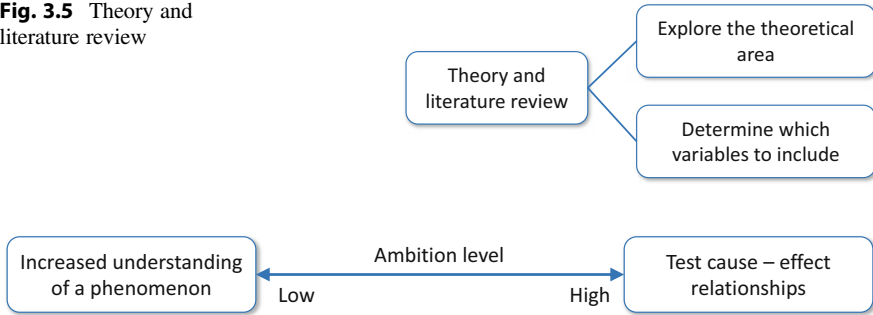 Fig. 3.5 Theory and
literature review
Theory and
literature review
Explore the theoretical
area
Determine which
variables to include
Increased understanding
of a phenomenon
Ambition level
Low
High
Test cause – effect
relationships